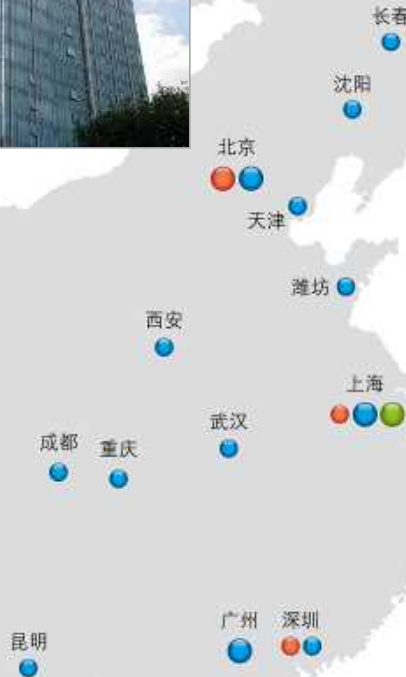 长春
沈阳
北京
天津
潍坊
西安
上海
武汉
成都
重庆
广州
深圳
昆明